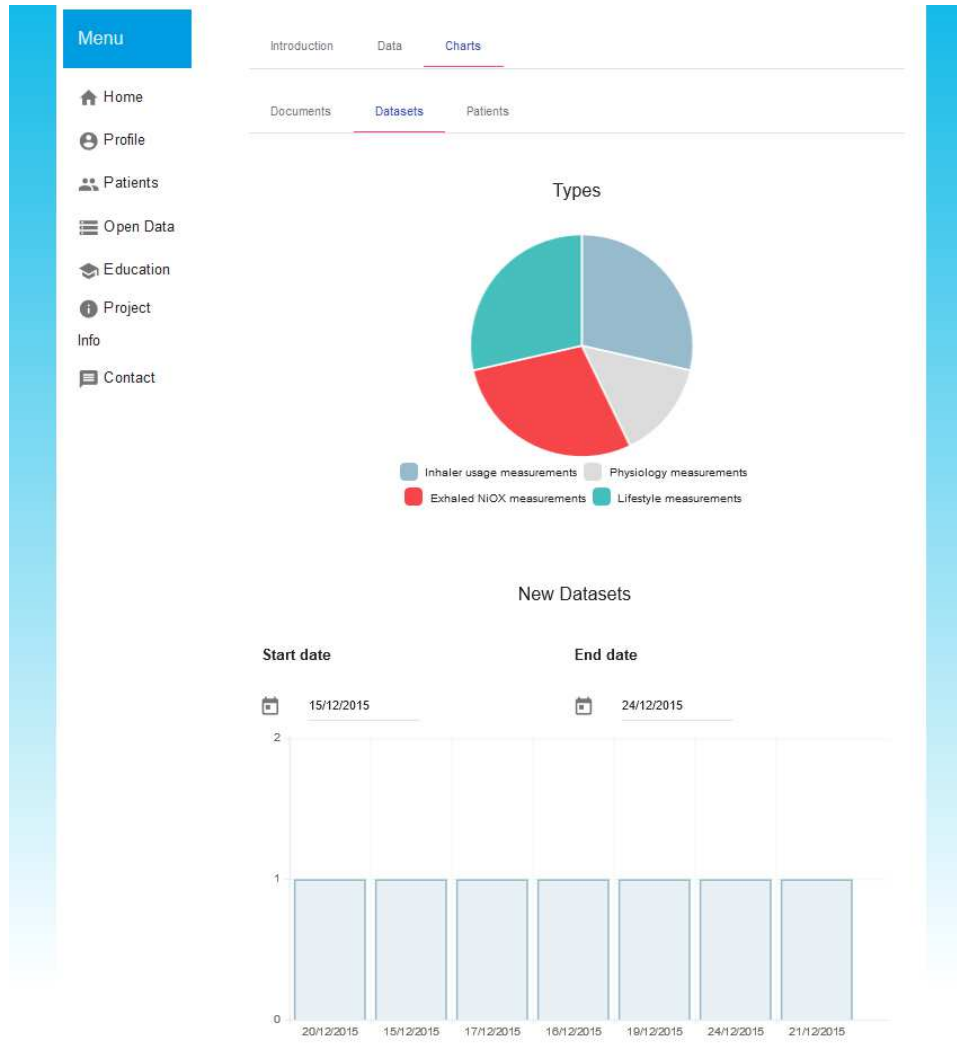 Menu
Home
Profile
Patients
Open Data
Education
Project
Info
Contact
Introduction Data Charts
Documents Datasets Patients
Types
Inhaler usage measurements Physiology measurements
Exhaled NiOX measurements Lifestyle measurements
New Datasets
Start date End date
15/12/2015 24/12/2015
2
1
0
20/12/2015 15/12/2015 17/12/2015 16/12/2015 19/12/2015 24/12/2015 21/12/2015